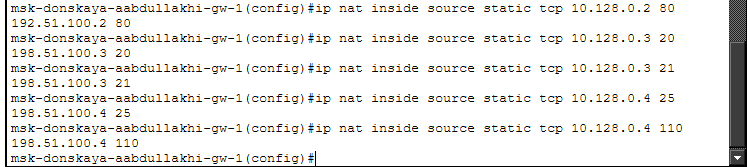 msk-donskaya-aabdullakhi-gw-1(config)#ip nat inside source static tcp 10.128.0.2 80
192.51.100.2 80
msk-donskaya-aabdullakhi-gw-1(config)#ip nat inside source static tcp 10.128.0.3 20
198.51.100.3 20
msk-donskaya-aabdullakhi-gw-1(config)#ip nat inside source static tcp 10.128.0.3 21
198.51.100.3 21
msk-donskaya-aabdullakhi-gw-1(config)#ip nat inside source static tcp 10.128.0.4 25
198.51.100.4 25
msk-donskaya-aabdullakhi-gw-1(config)#ip nat inside source static tcp 10.128.0.4 110
198.51.100.4 110
msk-donskaya-aabdullakhi-gw-1(config)#